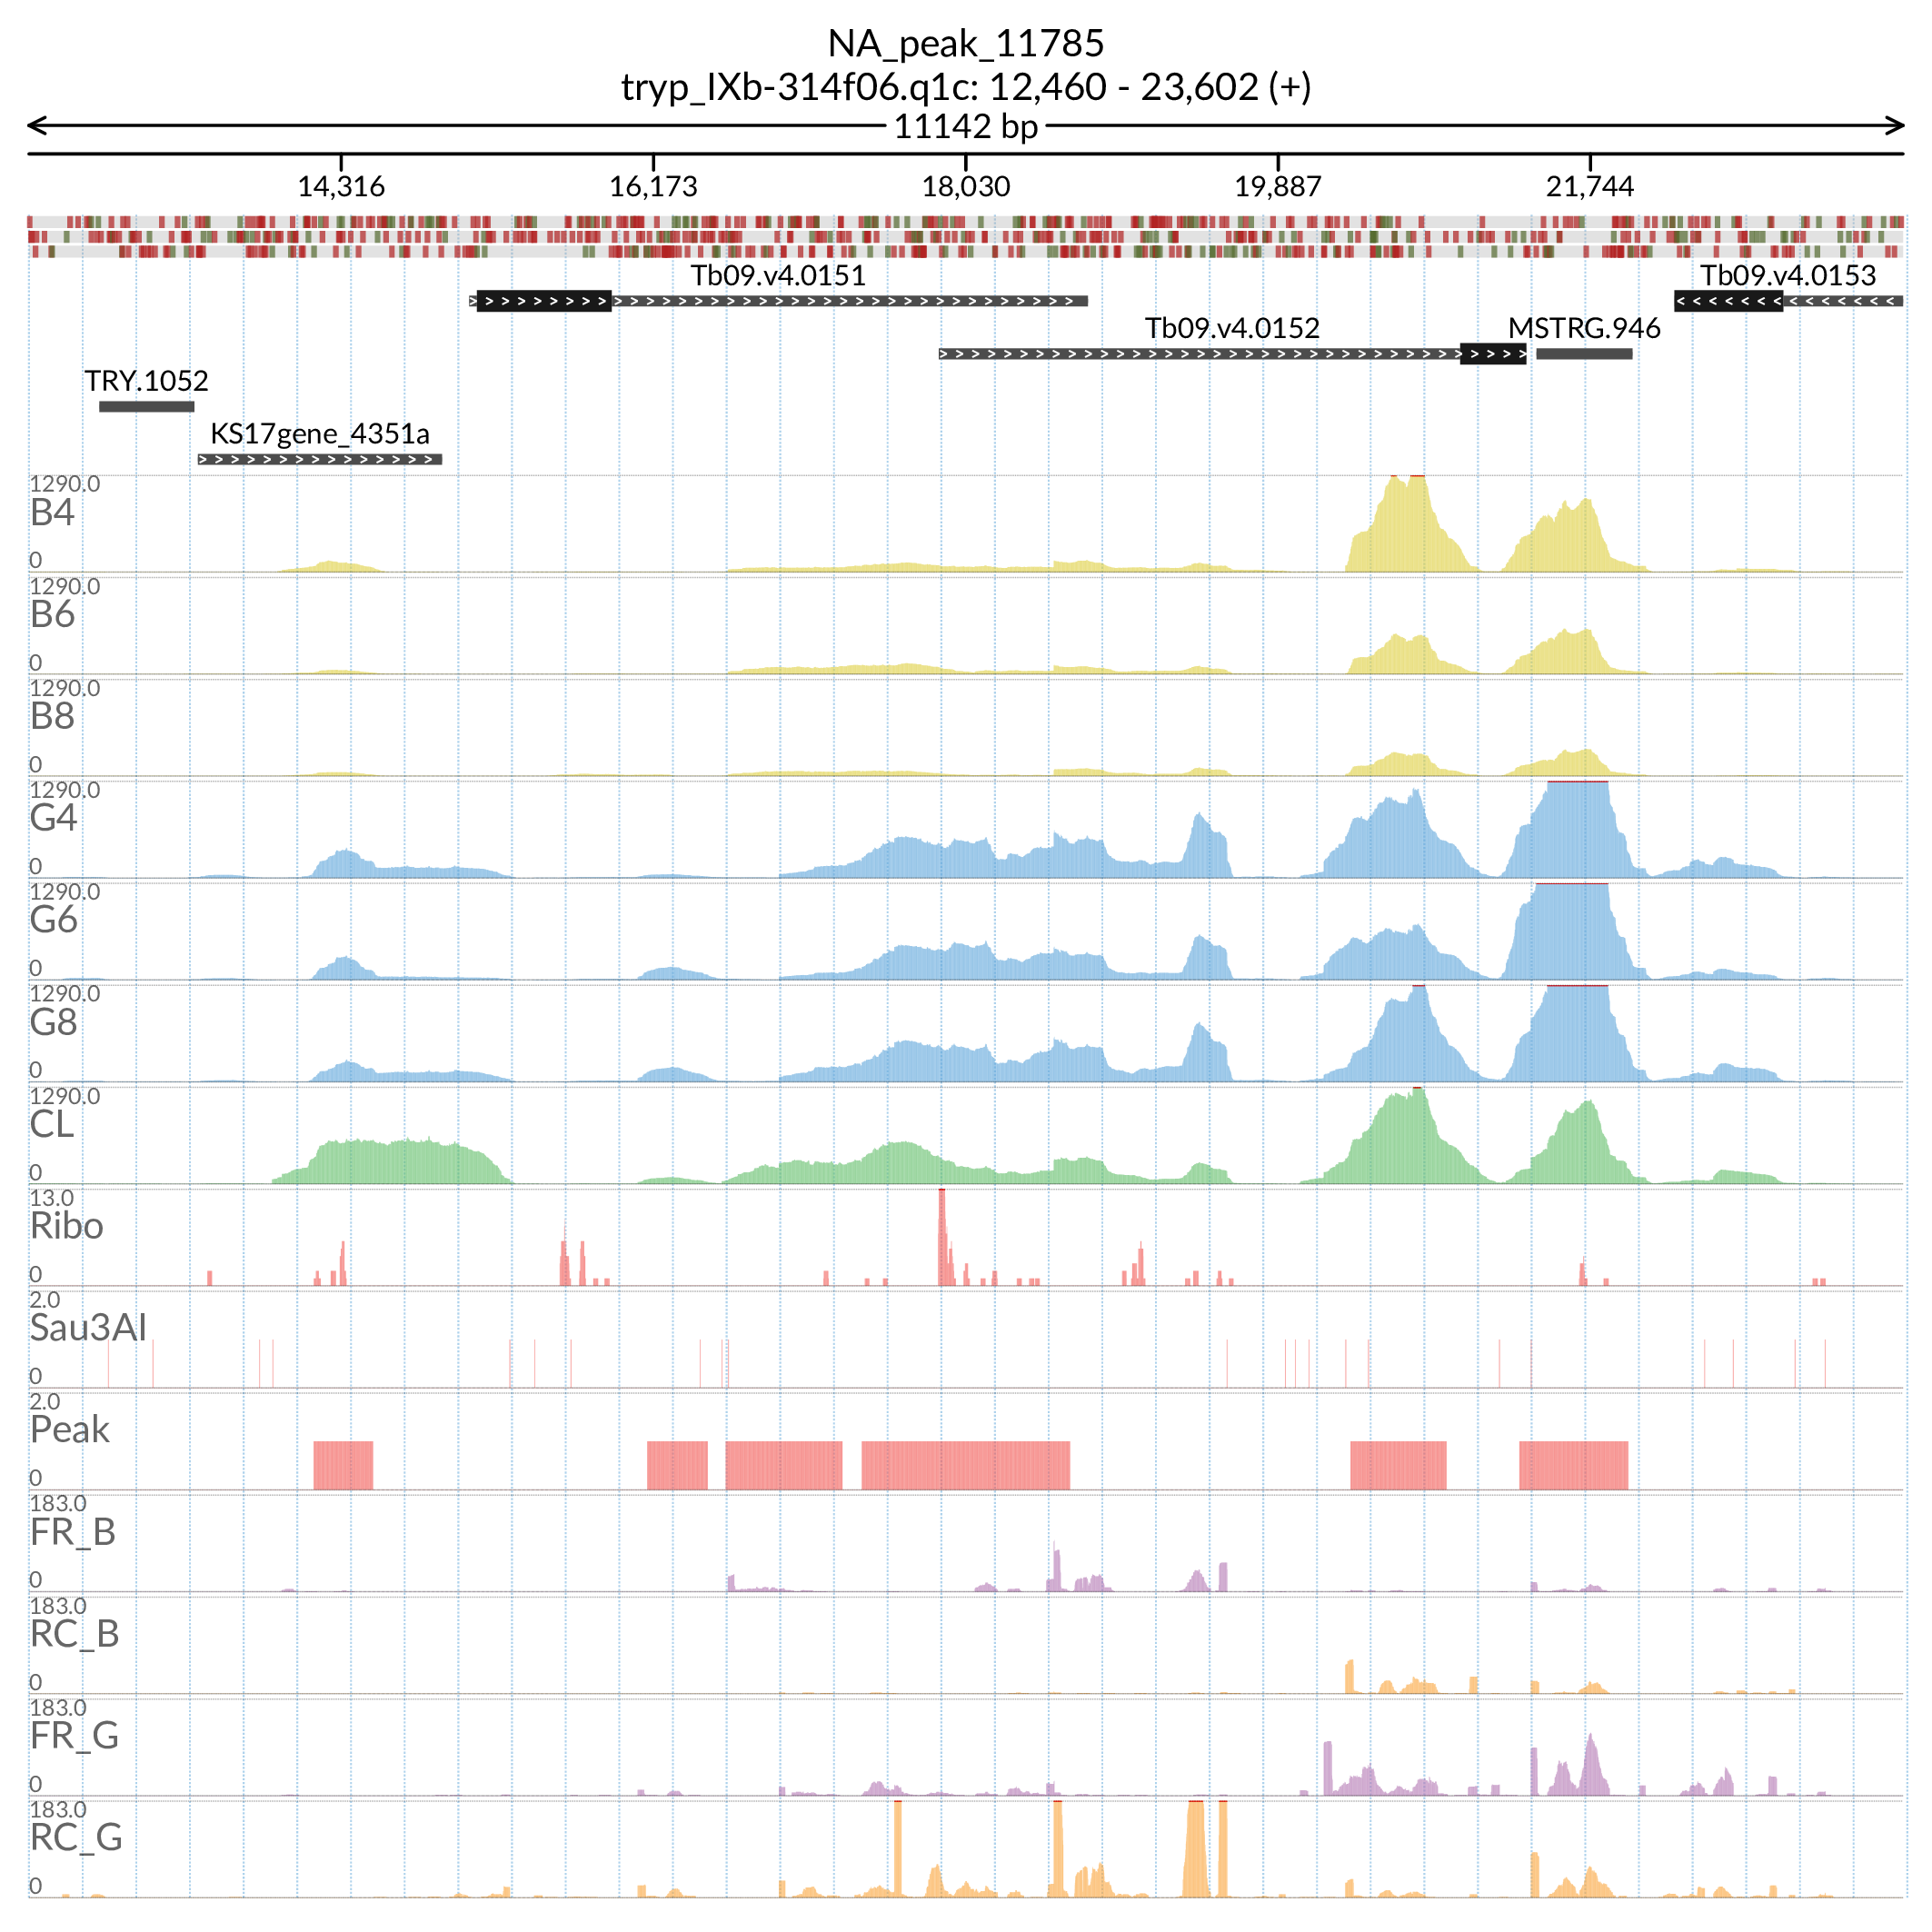 NA_peak_11785
tryp_IXb-314f06.q1c: 12,460 - 23,602 (+)
11142 bp
14,316 16,173 18,030 19,887 21,744
Tb09.v4.0151 Tb09.v4.0153
Tb09.v4.0152 MSTRG.946
TRY.1052
KS17gene_4351a
1290.0
B4
0
1290.0
B6
0
1290.0
B8
0
1290.0
G4
0
1290.0
G6
0
1290.0
G8
0
1290.0
CL
0
13.0
Ribo
0
2.0
Sau3AI
0
2.0
Peak
0
183.0
FR_B
0
183.0
RC_B
0
183.0
FR_G
0
183.0
RC_G
0